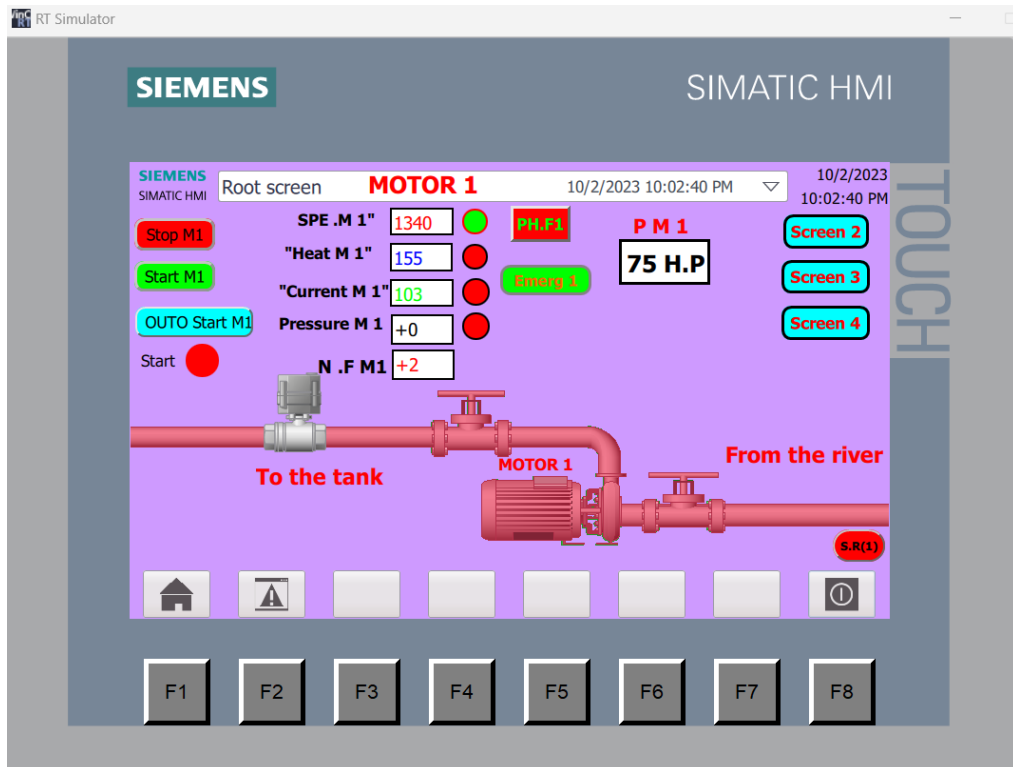 RT Simulator
SIEMENS
SIMATIC HMI
TOUCH
SIEMENS
SIMATIC HMI
Root screen
MOTOR 1
10/2/2023 10:02:40 PM
10/2/2023
10:02:40 PM
Stop M1
SPE .M 1" 1340
PH.F1
P M 1
Screen 2
"Heat M 1" 155
75 H.P
Start M1
"Current M 1" 103
Emerg 1
Screen 3
OUTO Start M1
Pressure M 1 +0
Screen 4
Start
N .F M1 +2
To the tank
MOTOR 1
From the river
S.R(1)
F1 F2 F3 F4 F5 F6 F7 F8